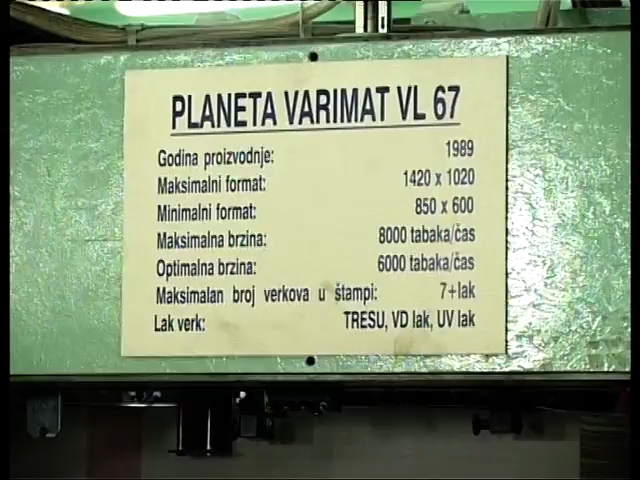 PLANETA VARIMAT VL 67
Godina proizvodnje: 1989
Maksimalni format: 1420 x 1020
Minimalni format: 850 x 600
Maksimalna brzina: 8000 tabaka/čas
Optimalna brzina: 6000 tabaka/čas
Maksimalan broj verkova u štampi: 7+lak
Lak verk: TRESU, VD lak, UV lak